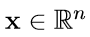 𝐱 ∈ ℝⁿ